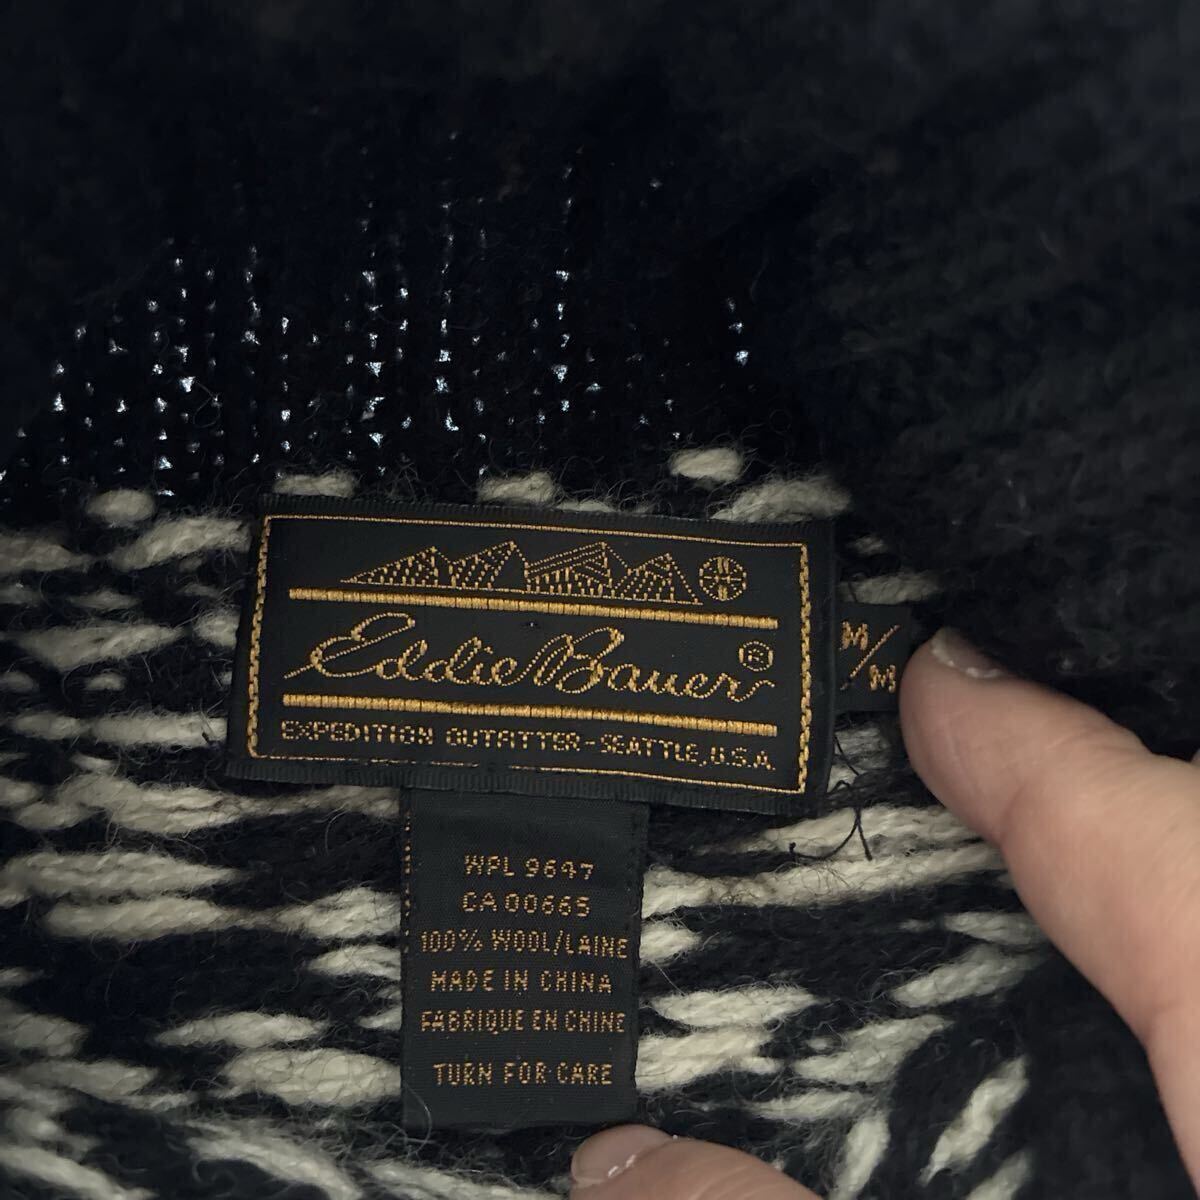 Eddie Bauer®
EXPEDITION OUTFITTER-SEATTLE, U.S.A.
M/M
WPL 9647
CA 00665
100% WOOL/LAINE
MADE IN CHINA
FABRIQUE EN CHINE
TURN FOR CARE